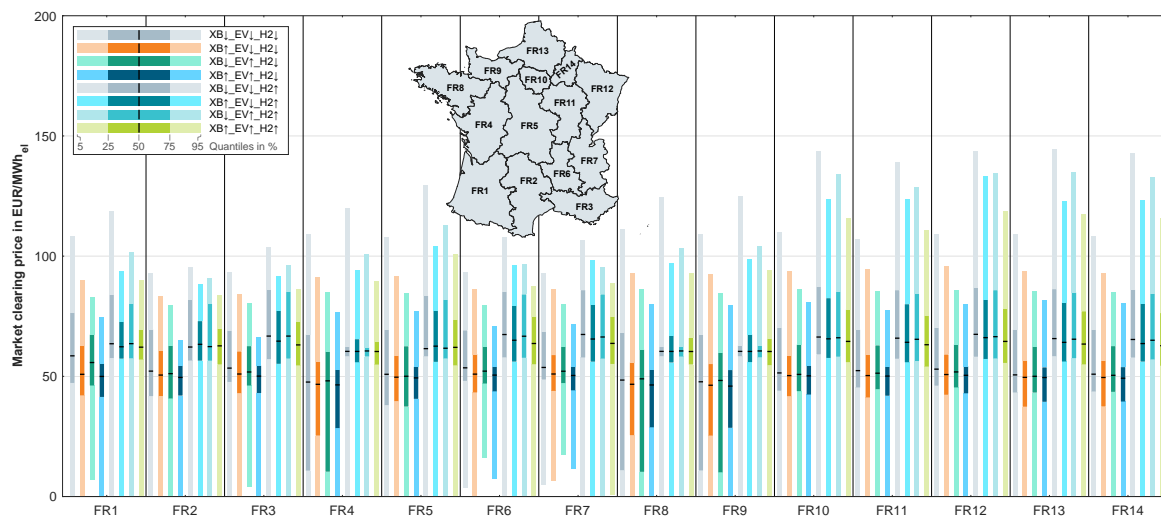 200
150
100
50
0
Market clearing price in EUR/MWh_el
XB↓_EV↓_H2↓
XB↑_EV↓_H2↓
XB↓_EV↑_H2↓
XB↑_EV↑_H2↓
XB↓_EV↓_H2↑
XB↑_EV↓_H2↑
XB↓_EV↑_H2↑
XB↑_EV↑_H2↑
5 25 50 75 95 Quantiles in %
FR13
FR14
FR9
FR10
FR8
FR12
FR11
FR4
FR5
FR7
FR6
FR2
FR1
FR3
FR1 FR2 FR3 FR4 FR5 FR6 FR7 FR8 FR9 FR10 FR11 FR12 FR13 FR14